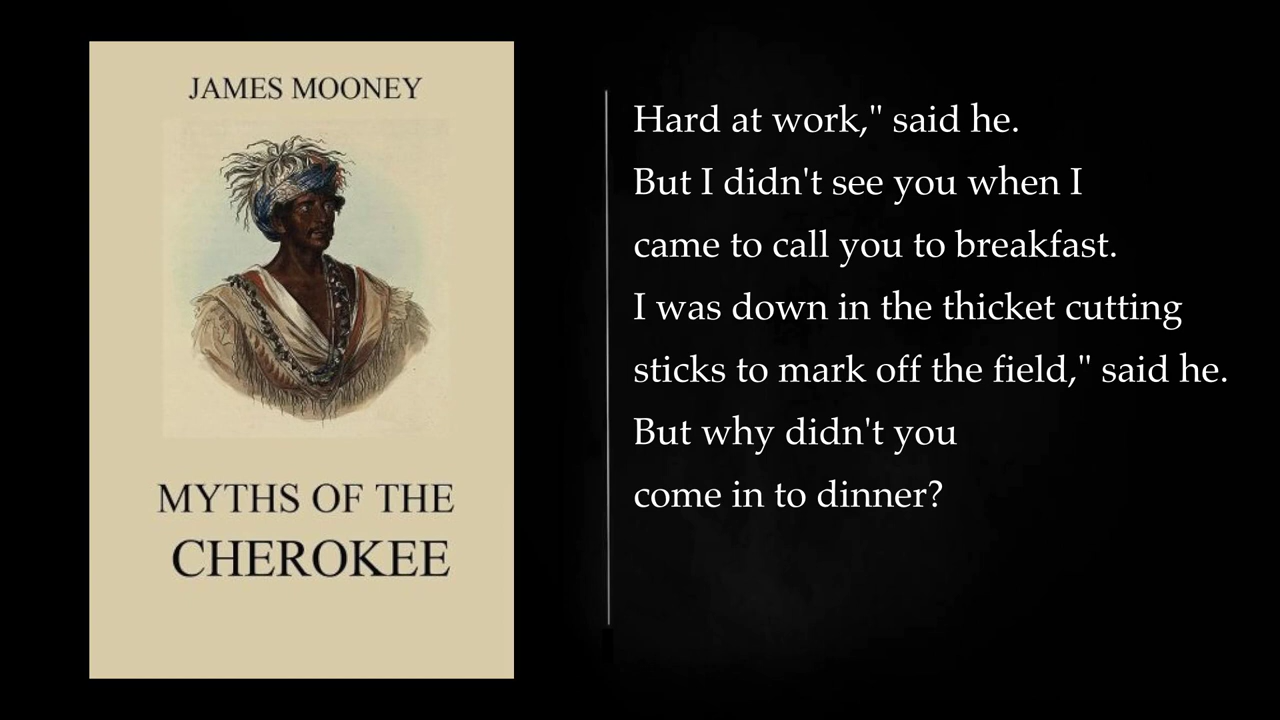 JAMES MOONEY
MYTHS OF THE
CHEROKEE
Hard at work," said he.
But I didn't see you when I
came to call you to breakfast.
I was down in the thicket cutting
sticks to mark off the field," said he.
But why didn't you
come in to dinner?